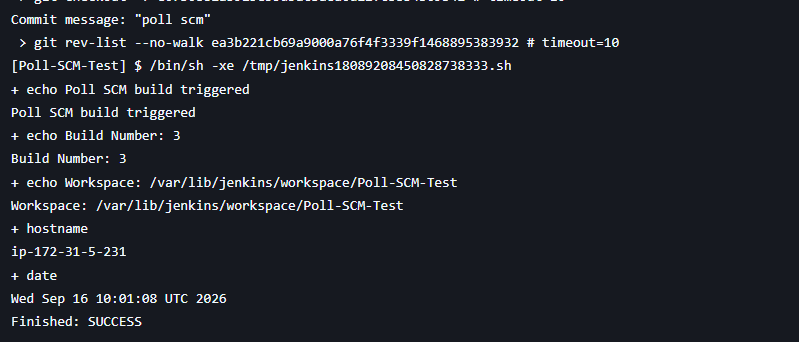 Commit message: "poll scm"
> git rev-list --no-walk ea3b221cb69a9000a76f4f3339f1468895383932 # timeout=10
[Poll-SCM-Test] $ /bin/sh -xe /tmp/jenkins18089208450828738333.sh
+ echo Poll SCM build triggered
Poll SCM build triggered
+ echo Build Number: 3
Build Number: 3
+ echo Workspace: /var/lib/jenkins/workspace/Poll-SCM-Test
Workspace: /var/lib/jenkins/workspace/Poll-SCM-Test
+ hostname
ip-172-31-5-231
+ date
Wed Sep 16 10:01:08 UTC 2026
Finished: SUCCESS